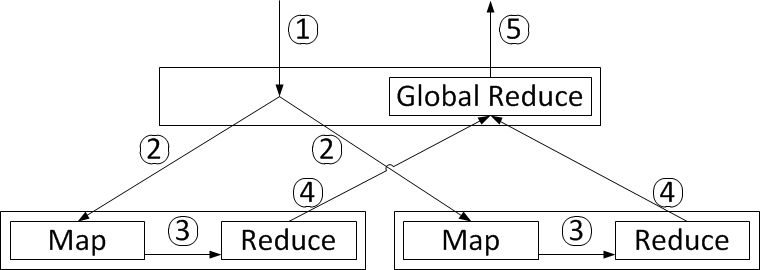 ①
⑤
Global Reduce
②
②
④
④
Map
③
Reduce
Map
③
Reduce